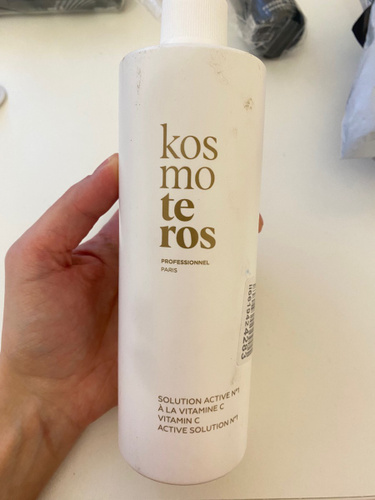 kos
mo
te
ros
PROFESSIONNEL
PARIS
SOLUTION ACTIVE N°1
À LA VITAMINE C
VITAMIN C
ACTIVE SOLUTION N°1